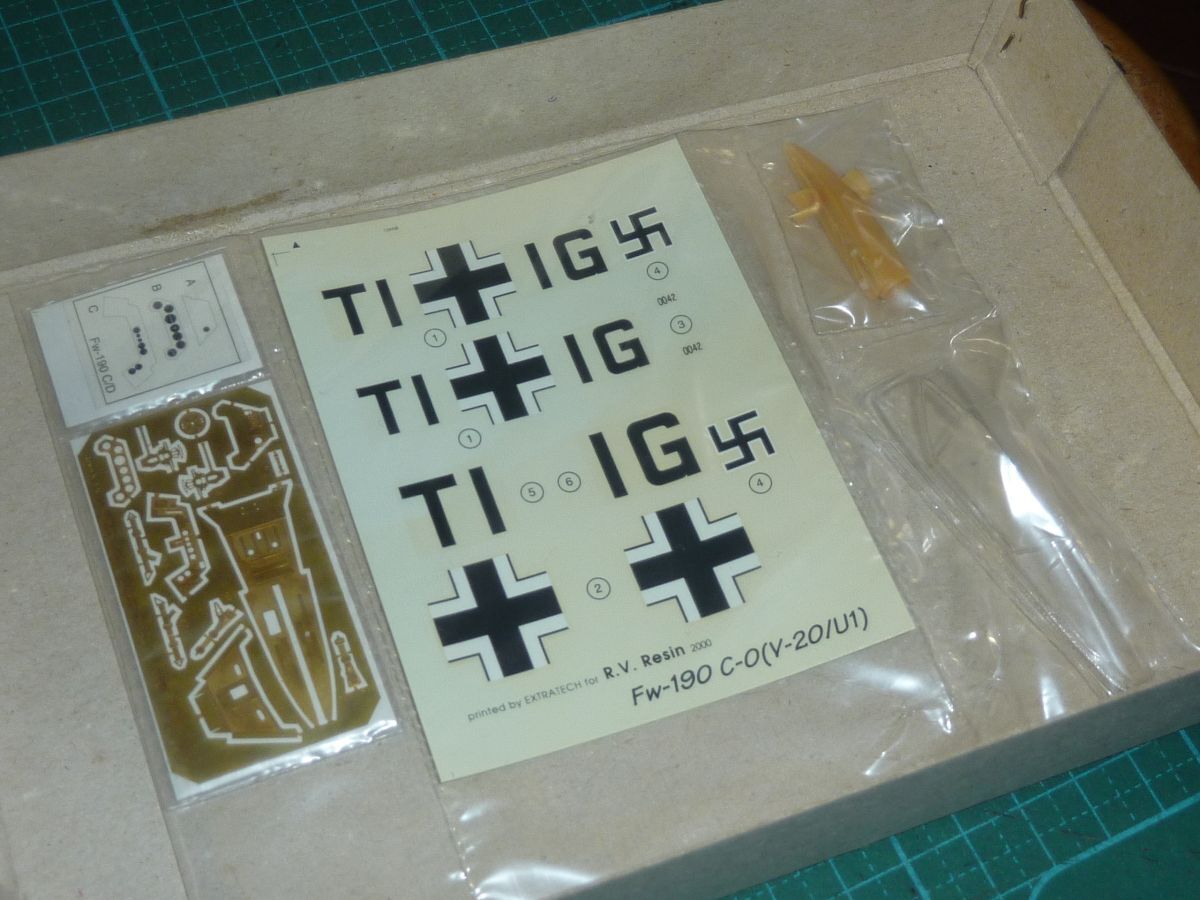 A
B
C
Fw-190 C/D
TI IG
4
1
0042
3
0042
TI IG
1
TI IG
5 6
4
2
printed by EXTRATECH for R.V. Resin 2000
Fw-190 C-0(V-20/U1)